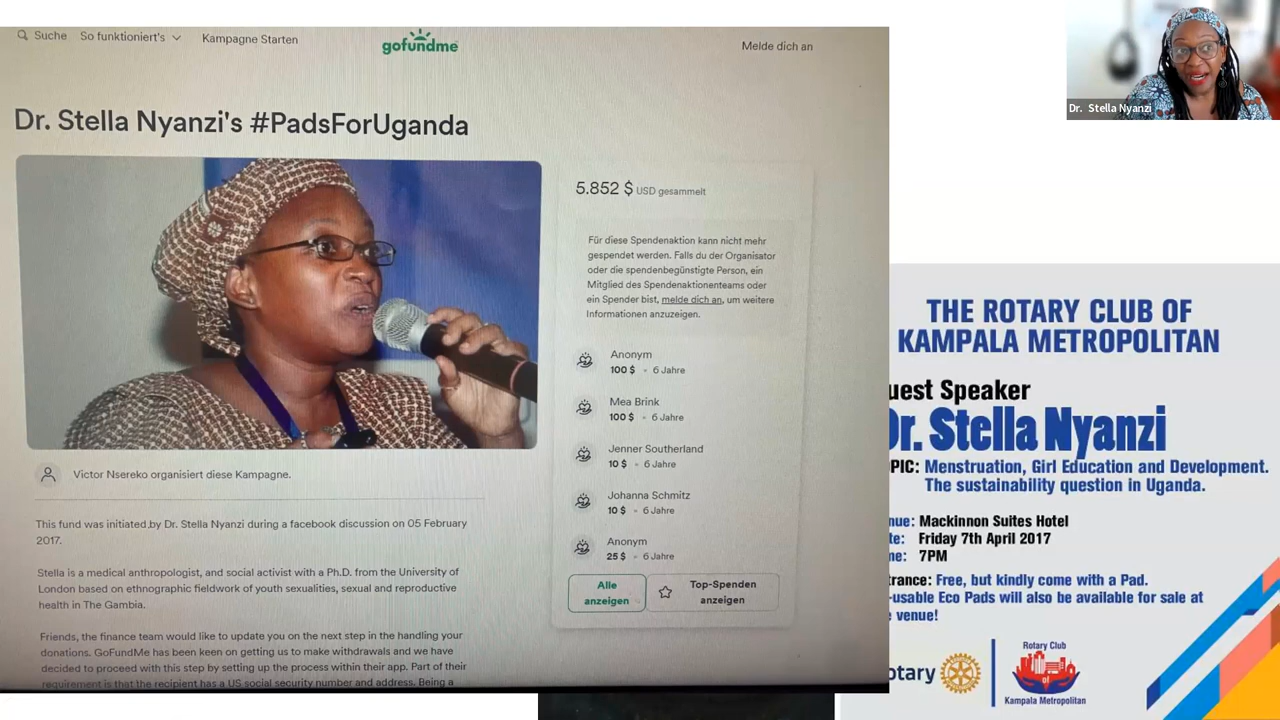 Suche So funktioniert's Kampagne Starten gofundme Melde dich an
Dr. Stella Nyanzi's #PadsForUganda
5.852 $ USD gesammelt
Für diese Spendenaktion kann nicht mehr
gespendet werden. Falls du der Organisator
oder die spendenbegünstigte Person, ein
Mitglied des Spendenaktionenteams oder
ein Spender bist, melde dich an, um weitere
Informationen anzuzeigen.
Anonym
100 $ • 6 Jahre
Mea Brink
100 $ • 6 Jahre
Jenner Southerland
10 $ • 6 Jahre
Johanna Schmitz
10 $ • 6 Jahre
Anonym
25 $ • 6 Jahre
Alle
anzeigen
Top-Spenden
anzeigen
Victor Nsereko organisiert diese Kampagne.
This fund was initiated by Dr. Stella Nyanzi during a facebook discussion on 05 February
2017.
Stella is a medical anthropologist, and social activist with a Ph.D. from the University of
London based on ethnographic fieldwork of youth sexualities, sexual and reproductive
health in The Gambia.
Friends, the finance team would like to update you on the next step in the handling your
donations. GoFundMe has been keen on getting us to make withdrawals and we have
decided to proceed with this step by setting up the process within their app. Part of their
requirement is that the recipient has a US social security number and address. Being a
Dr. Stella Nyanzi
THE ROTARY CLUB OF
KAMPALA METROPOLITAN
uest Speaker
Dr. Stella Nyanzi
PIC: Menstruation, Girl Education and Development.
The sustainability question in Uganda.
nue: Mackinnon Suites Hotel
te: Friday 7th April 2017
ne: 7PM
trance: Free, but kindly come with a Pad.
-usable Eco Pads will also be available for sale at
e venue!
otary
Rotary Club
of
Kampala Metropolitan